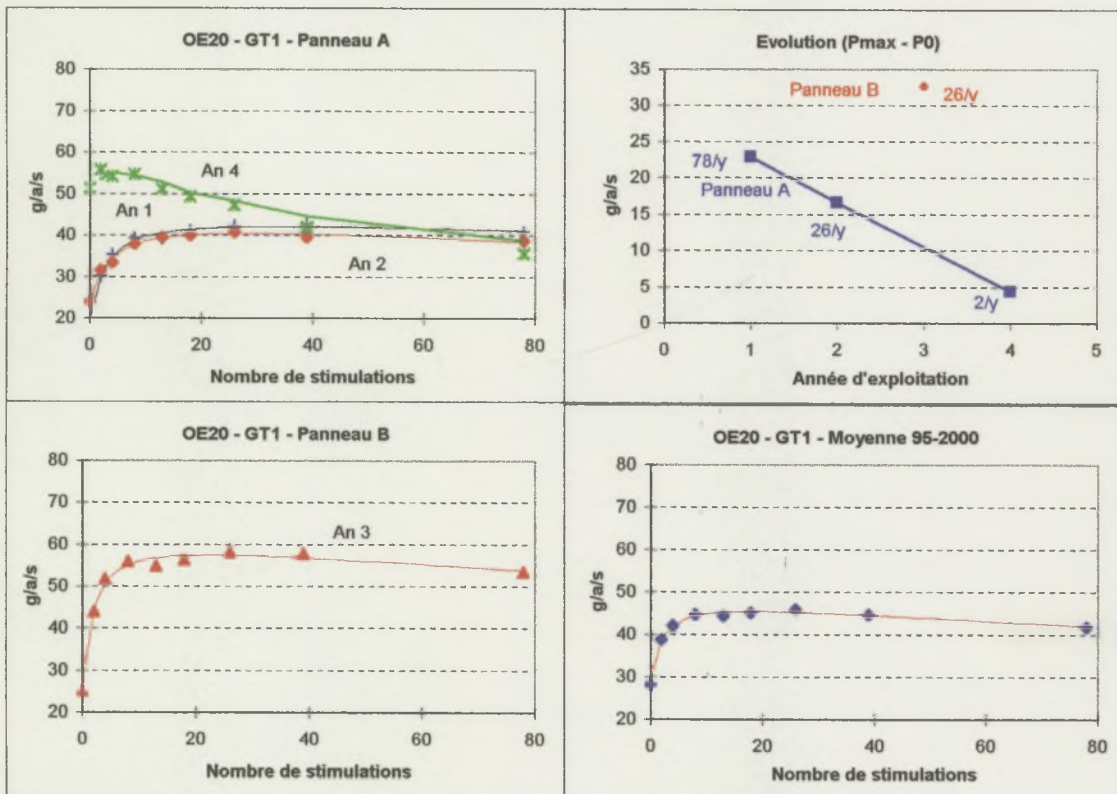 OE20 - GT1 - Panneau A
80
70
60
50
40
30
20
g/a/s
An 4
An 1
An 2
0
20
40
60
80
Nombre de stimulations
Evolution (Pmax - P0)
35
30
25
20
15
10
5
0
g/a/s
Panneau B
26/y
78/y
Panneau A
26/y
2/y
0
1
2
3
4
5
Année d'exploitation
OE20 - GT1 - Panneau B
80
70
60
50
40
30
20
g/a/s
An 3
0
20
40
60
80
Nombre de stimulations
OE20 - GT1 - Moyenne 95-2000
80
70
60
50
40
30
20
g/a/s
0
20
40
60
80
Nombre de stimulations